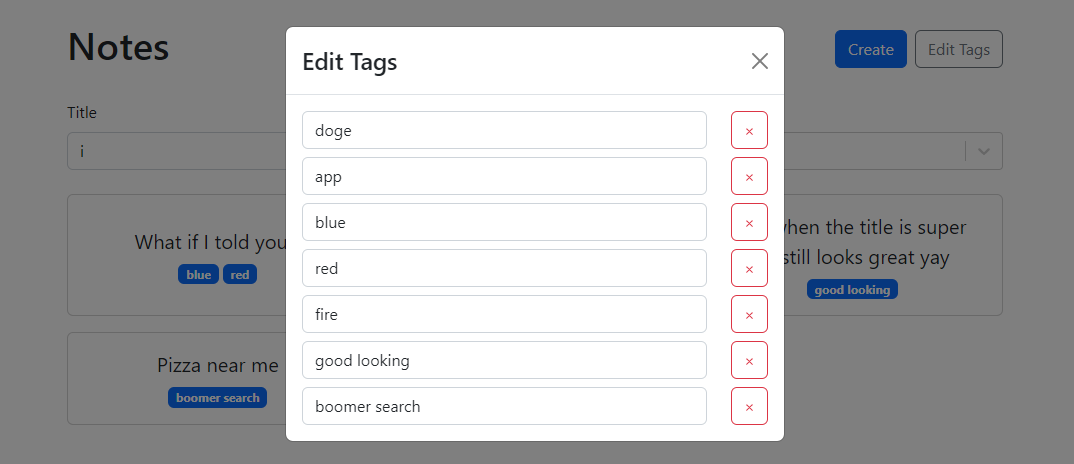 Notes
Create
Edit Tags
Edit Tags
Title
i
doge
app
blue
red
fire
good looking
boomer search
What if I told you
blue red
when the title is super
still looks great yay
good looking
Pizza near me
boomer search